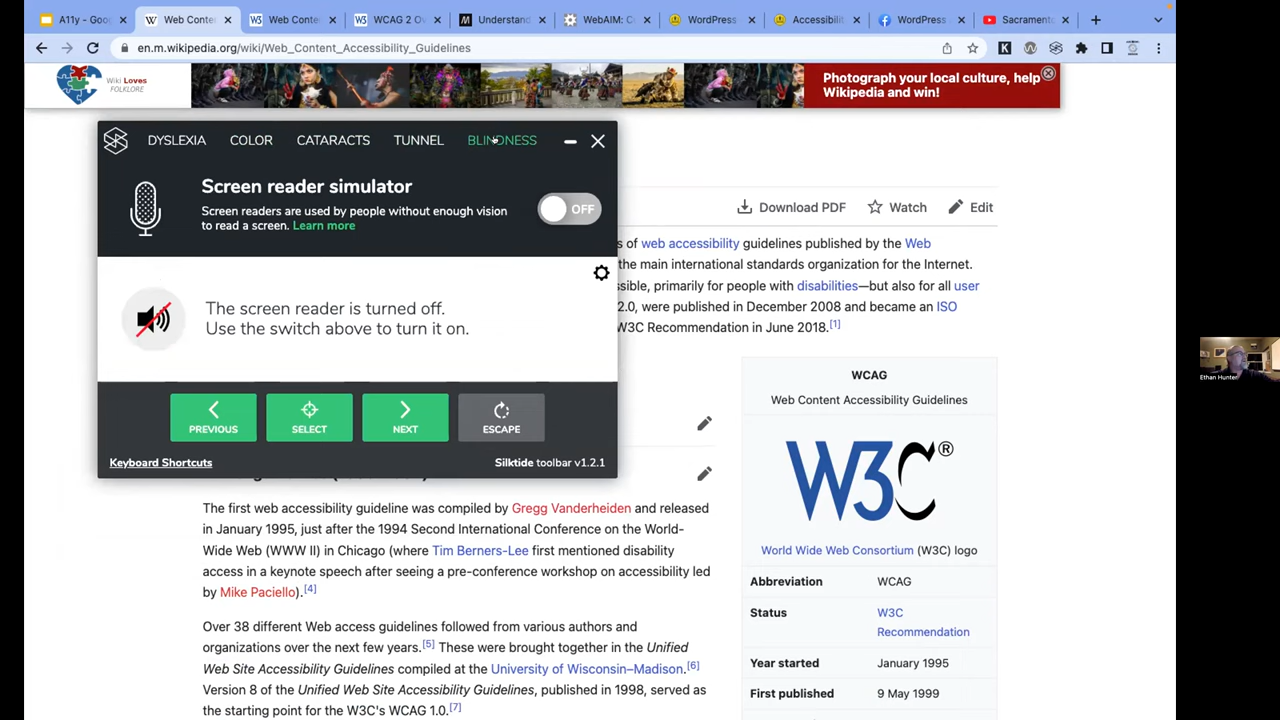 A11y - Goo
Web Conte
Web Conten
WCAG 2 Ov
Understan
WebAIM: C
WordPress
Accessibili
WordPress
Sacrament
en.m.wikipedia.org/wiki/Web_Content_Accessibility_Guidelines
Wiki Loves
FOLKLORE
Photograph your local culture, help
Wikipedia and win!
DYSLEXIA COLOR CATARACTS TUNNEL BLINDNESS
Screen reader simulator
Screen readers are used by people without enough vision
to read a screen. Learn more
OFF
The screen reader is turned off.
Use the switch above to turn it on.
PREVIOUS SELECT NEXT ESCAPE
Keyboard Shortcuts Silktide toolbar v1.2.1
Download PDF Watch Edit
s of web accessibility guidelines published by the Web
the main international standards organization for the Internet.
sible, primarily for people with disabilities—but also for all user
2.0, were published in December 2008 and became an ISO
W3C Recommendation in June 2018.[1]
The first web accessibility guideline was compiled by Gregg Vanderheiden and released
in January 1995, just after the 1994 Second International Conference on the World-
Wide Web (WWW II) in Chicago (where Tim Berners-Lee first mentioned disability
access in a keynote speech after seeing a pre-conference workshop on accessibility led
by Mike Paciello).[4]
Over 38 different Web access guidelines followed from various authors and
organizations over the next few years.[5] These were brought together in the Unified
Web Site Accessibility Guidelines compiled at the University of Wisconsin–Madison.[6]
Version 8 of the Unified Web Site Accessibility Guidelines, published in 1998, served as
the starting point for the W3C's WCAG 1.0.[7]
WCAG
Web Content Accessibility Guidelines
W3C®
World Wide Web Consortium (W3C) logo
Abbreviation WCAG
Status W3C
Recommendation
Year started January 1995
First published 9 May 1999
Ethan Hunter